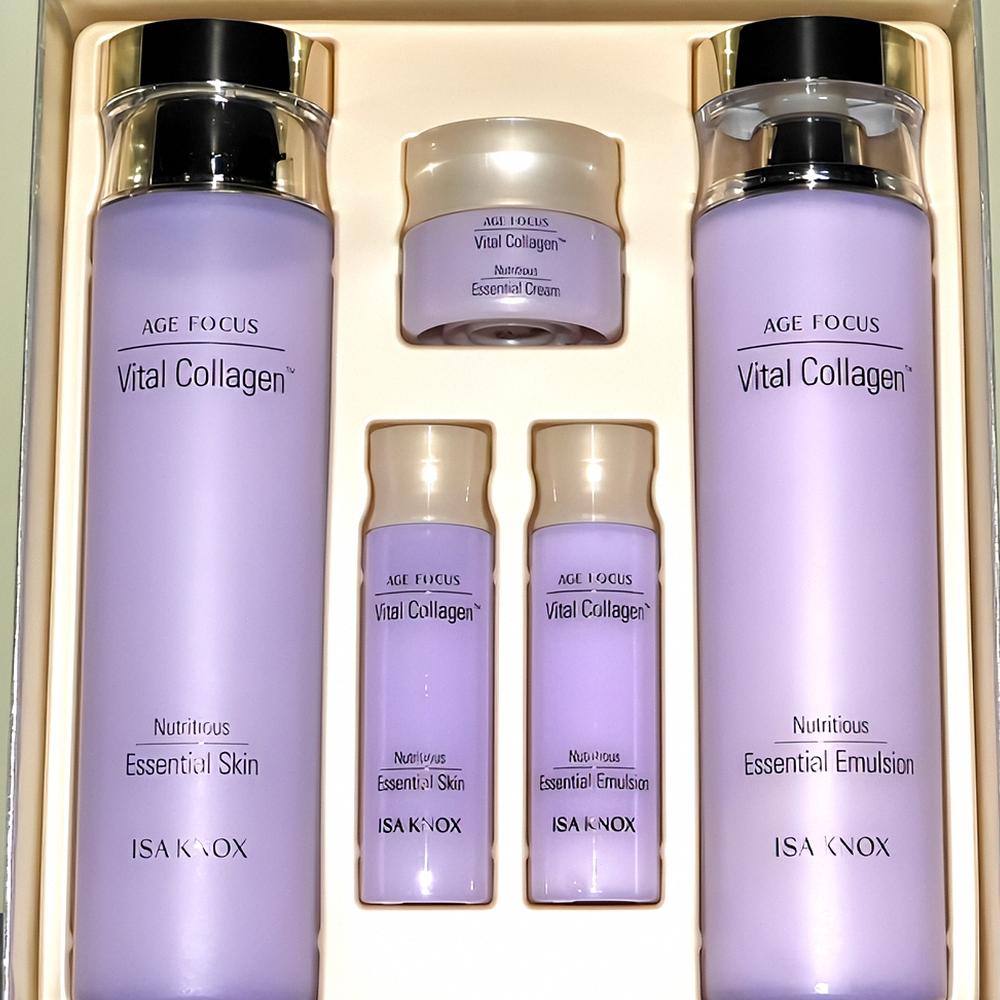 AGE FOCUS
Vital Collagen™
Nutritious
Essential Skin
ISA KNOX
AGE FOCUS
Vital Collagen™
Nutritious
Essential Cream
AGE FOCUS
Vital Collagen™
Nutritious
Essential Skin
ISA KNOX
AGE FOCUS
Vital Collagen™
Nutritious
Essential Emulsion
ISA KNOX
AGE FOCUS
Vital Collagen™
Nutritious
Essential Emulsion
ISA KNOX